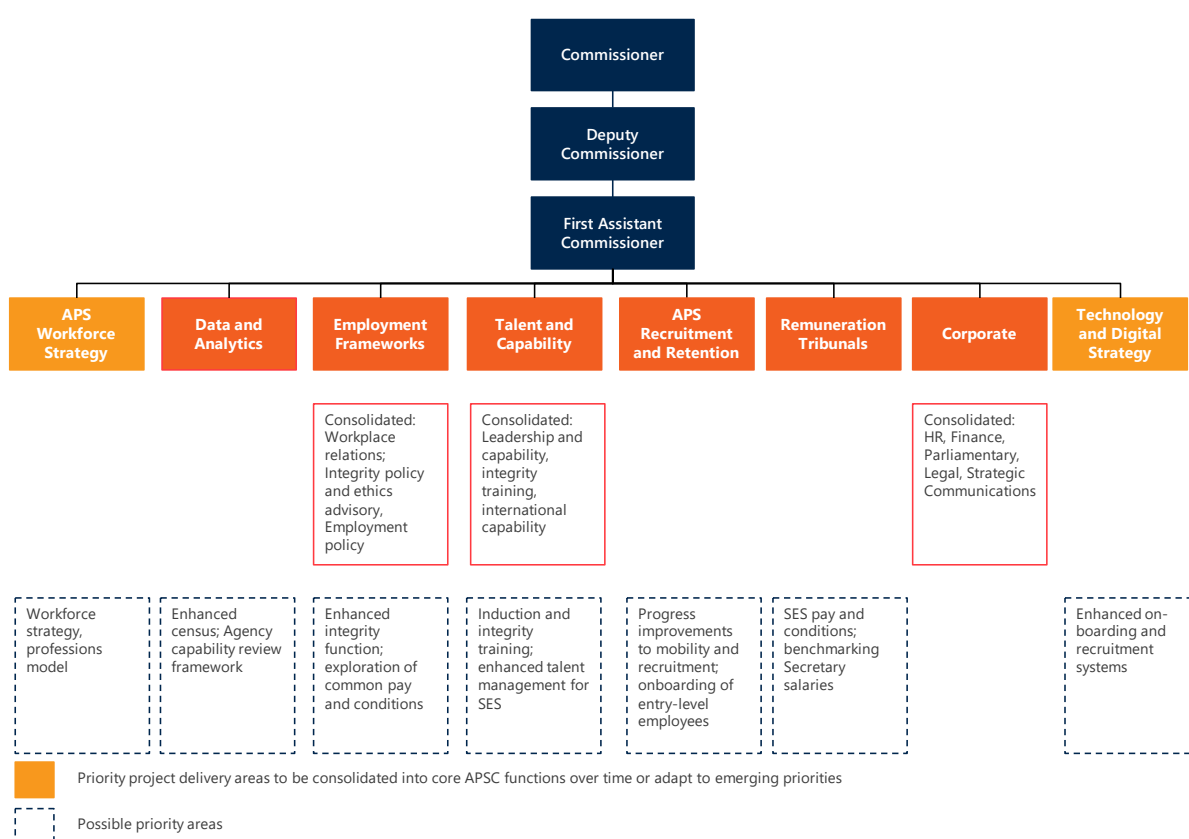 Commissioner
Deputy
Commissioner
First Assistant
Commissioner
APS
Workforce
Strategy
Data and
Analytics
Employment
Frameworks
Talent and
Capability
APS
Recruitment
and Retention
Remuneration
Tribunals
Corporate
Technology
and Digital
Strategy
Consolidated:
Workplace
relations;
Integrity policy
and ethics
advisory,
Employment
policy
Consolidated:
Leadership and
capability,
integrity
training,
international
capability
Consolidated:
HR, Finance,
Parliamentary,
Legal, Strategic
Communications
Workforce
strategy,
professions
model
Enhanced
census; Agency
capability review
framework
Enhanced
integrity
function;
exploration of
common pay
and conditions
Induction and
integrity
training;
enhanced talent
management for
SES
Progress
improvements
to mobility and
recruitment;
onboarding of
entry-level
employees
SES pay and
conditions;
benchmarking
Secretary
salaries
Enhanced on-
boarding and
recruitment
systems
Priority project delivery areas to be consolidated into core APSC functions over time or adapt to emerging priorities
Possible priority areas